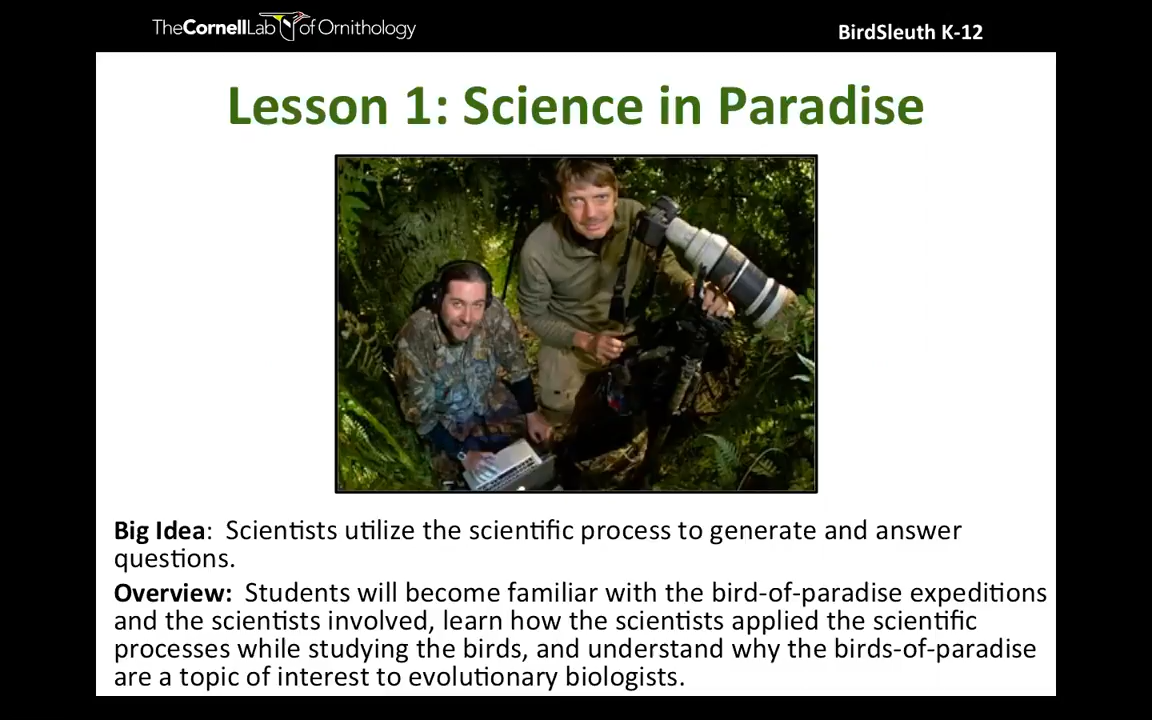 TheCornellLab of Ornithology
BirdSleuth K-12
Lesson 1: Science in Paradise
Big Idea: Scientists utilize the scientific process to generate and answer
questions.
Overview: Students will become familiar with the bird-of-paradise expeditions
and the scientists involved, learn how the scientists applied the scientific
processes while studying the birds, and understand why the birds-of-paradise
are a topic of interest to evolutionary biologists.